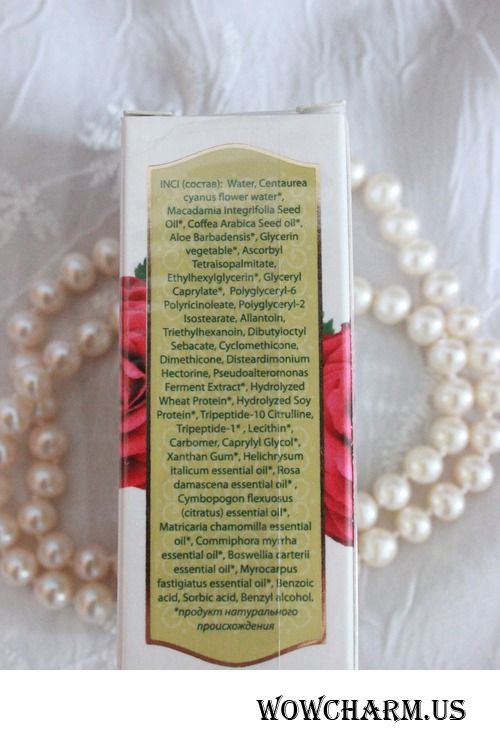 INCI (состав): Water, Centaurea
cyanus flower water*,
Macadamia Integrifolia Seed
Oil*, Coffea Arabica Seed oil*,
Aloe Barbadensis*, Glycerin
vegetable*, Ascorbyl
Tetraisopalmitate,
Ethylhexylglycerin*, Glyceryl
Caprylate*, Polyglyceryl-6
Polyricinoleate, Polyglyceryl-2
Isostearate, Allantoin,
Triethylhexanoin, Dibutyloctyl
Sebacate, Cyclomethicone,
Dimethicone, Disteardimonium
Hectorine, Pseudoalteromonas
Ferment Extract*, Hydrolyzed
Wheat Protein*, Hydrolyzed Soy
Protein*, Tripeptide-10 Citrulline,
Tripeptide-1* , Lecithin*,
Carbomer, Caprylyl Glycol*,
Xanthan Gum*, Helichrysum
italicum essential oil*, Rosa
damascena essential oil* ,
Cymbopogon flexuosus
(citratus) essential oil*,
Matricaria chamomilla essential
oil*, Commiphora myrrha
essential oil*, Boswellia carterii
essential oil*, Myrocarpus
fastigiatus essential oil*, Benzoic
acid, Sorbic acid, Benzyl alcohol.
*продукт натурального
происхождения
WOWCHARM.US